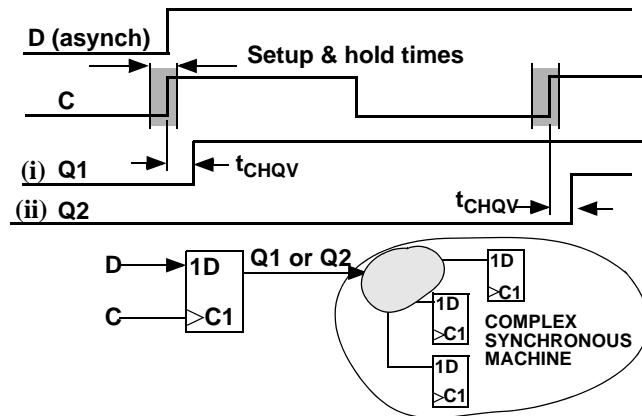 D (asynch)
Setup & hold times
C
(i) Q1
tCHQV
(ii) Q2
tCHQV
D
1D
Q1 or Q2
C
C1
1D
C1
1D
C1
COMPLEX
SYNCHRONOUS
MACHINE
1D
C1